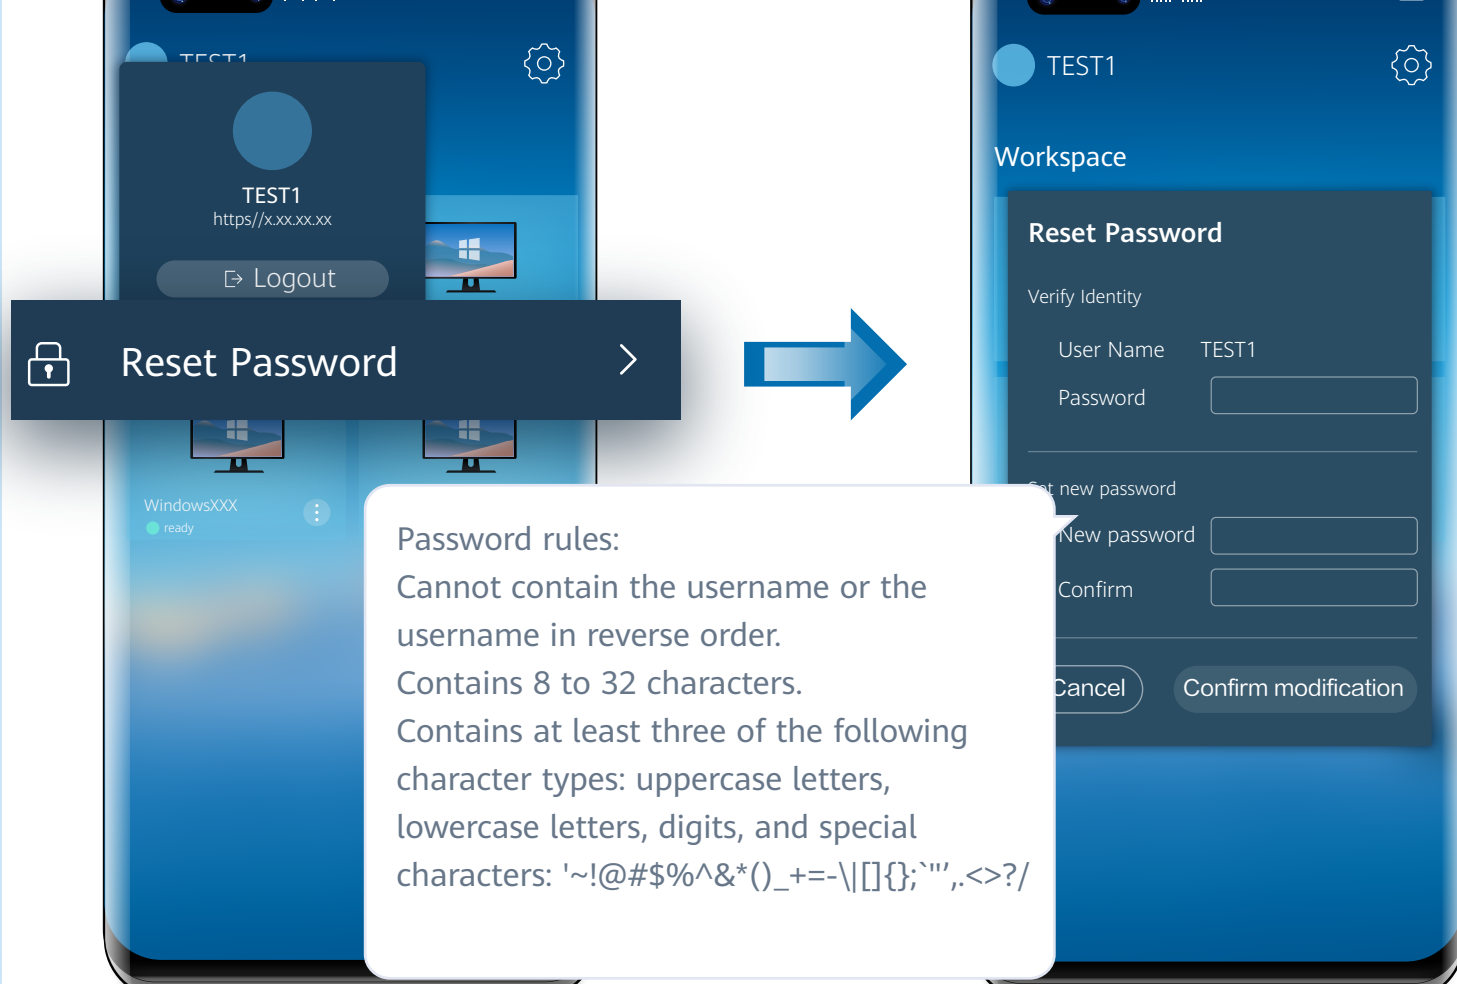 TEST1
TEST1
https//x.xx.xx.xx
Logout
Reset Password
WindowsXXX
ready
Password rules:
Cannot contain the username or the
username in reverse order.
Contains 8 to 32 characters.
Contains at least three of the following
character types: uppercase letters,
lowercase letters, digits, and special
characters: '~!@#$%^&*()_+=-\|[]{};`"',.<>?/
TEST1
Workspace
Reset Password
Verify Identity
User Name TEST1
Password
Set new password
New password
Confirm
Cancel Confirm modification